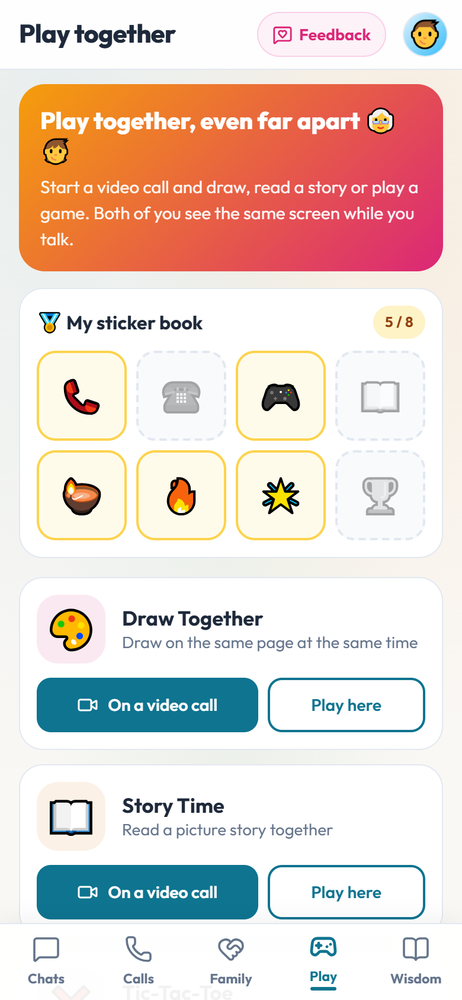 Play together
Feedback
Play together, even far apart
Start a video call and draw, read a story or play a
game. Both of you see the same screen while you
talk.
My sticker book
5 / 8
Draw Together
Draw on the same page at the same time
On a video call
Play here
Story Time
Read a picture story together
On a video call
Play here
Chats
Calls
Family
Play
Wisdom
Tic-Tac-Toe